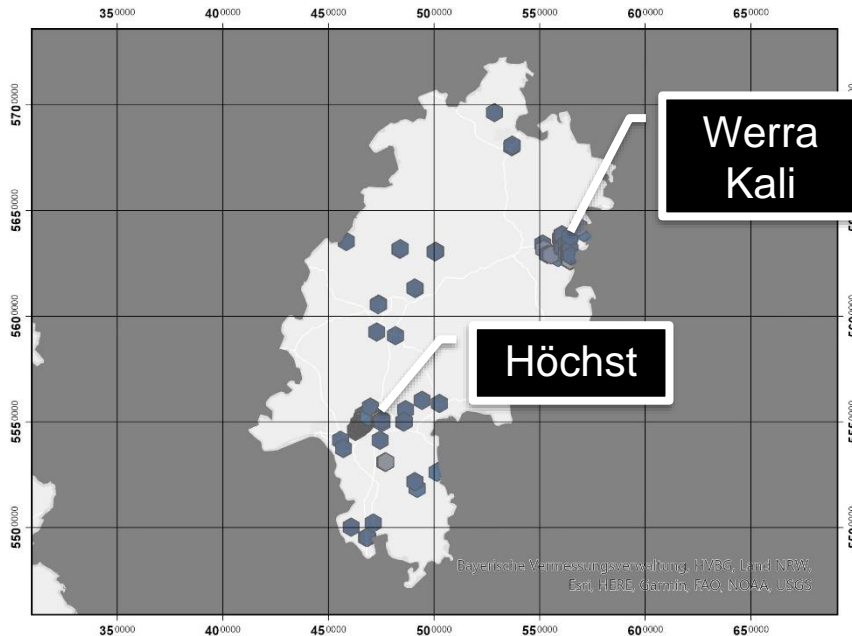 350000 400000 450000 500000 550000 600000 650000
5700000
5650000
5600000
5550000
5500000
Werra
Kali
Höchst
Bayerische Vermessungsverwaltung, HVBG, Land NRW,
Esri, HERE, Garmin, FAO, NOAA, USGS
350000 400000 450000 500000 550000 600000 650000